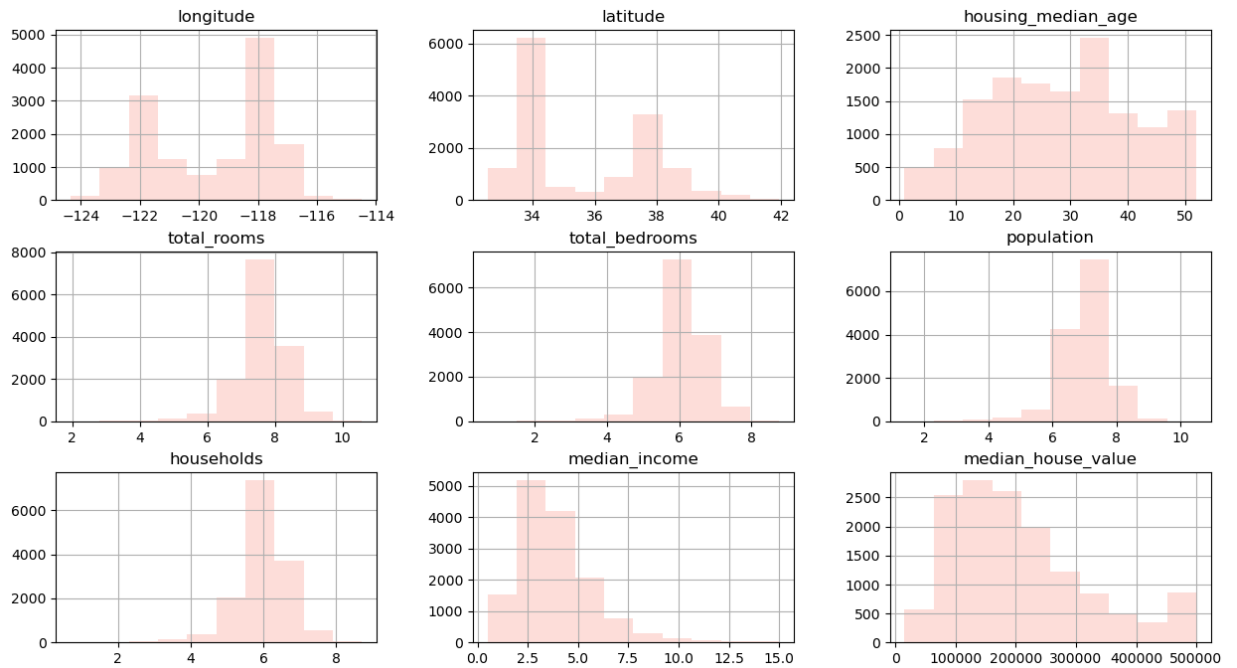 longitude
5000
4000
3000
2000
1000
0
−124 −122 −120 −118 −116 −114
latitude
6000
4000
2000
0
34 36 38 40 42
housing_median_age
2500
2000
1500
1000
500
0
0 10 20 30 40 50
total_rooms
8000
6000
4000
2000
0
2 4 6 8 10
total_bedrooms
6000
4000
2000
0
2 4 6 8
population
6000
4000
2000
0
2 4 6 8 10
households
6000
4000
2000
0
2 4 6 8
median_income
5000
4000
3000
2000
1000
0
0.0 2.5 5.0 7.5 10.0 12.5 15.0
median_house_value
2500
2000
1500
1000
500
0
0 100000 200000 300000 400000 500000